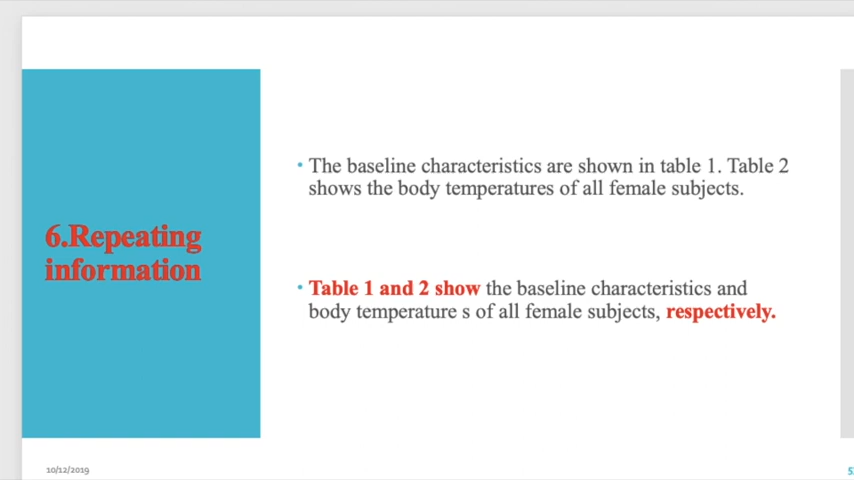 6.Repeating
information
• The baseline characteristics are shown in table 1. Table 2
shows the body temperatures of all female subjects.
• Table 1 and 2 show the baseline characteristics and
body temperature s of all female subjects, respectively.
10/12/2019